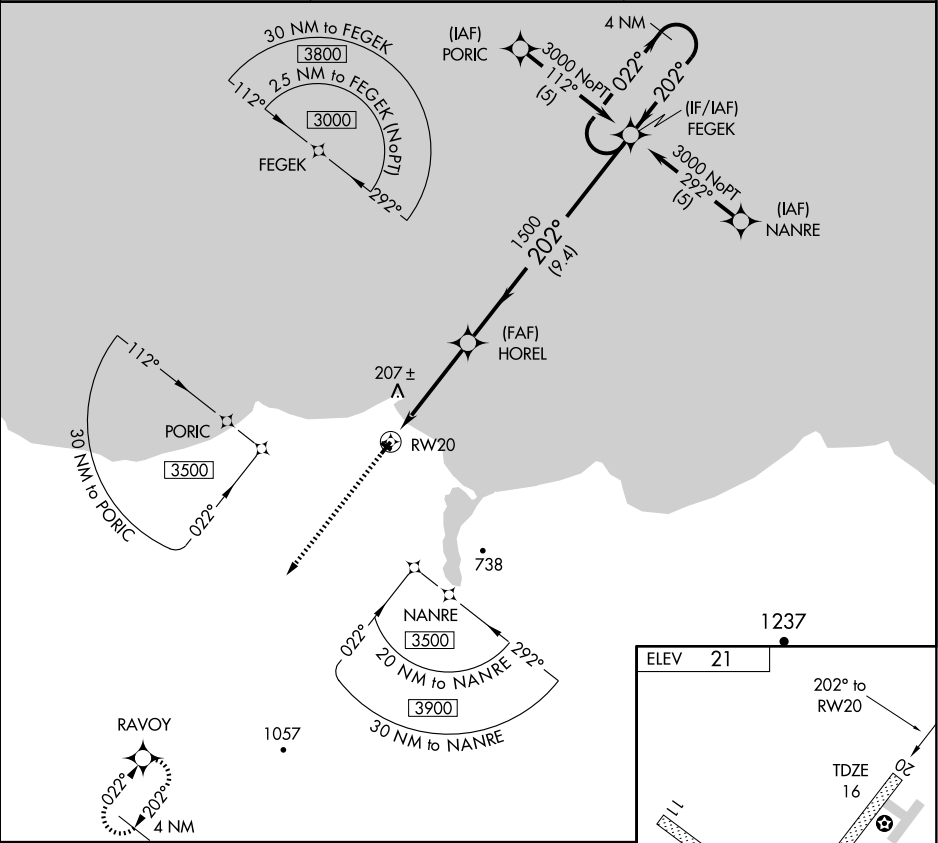 30 NM to FEGEK
3800
25 NM to FEGEK (NoPT)
3000
112°
FEGEK
292°
(IAF)
PORIC
3000 NoPT
112°
(5)
4 NM
022°
202°
(IF/IAF)
FEGEK
3000 NoPT
292°
(5)
(IAF)
NANRE
1500
202°
(9.4)
(FAF)
HOREL
207 ±
RW20
112°
PORIC
3500
30 NM to PORIC
022°
738
NANRE
3500
022°
292°
20 NM to NANRE
3900
30 NM to NANRE
1237
RAVOY
1057
022°
202°
4 NM
ELEV 21
202° to
RW20
20
TDZE
16
11